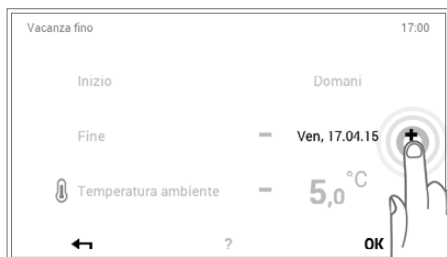 Vacanza fino 17:00
Inizio Domani
Fine − Ven, 17.04.15 +
Temperatura ambiente − 5,0 °C
? OK